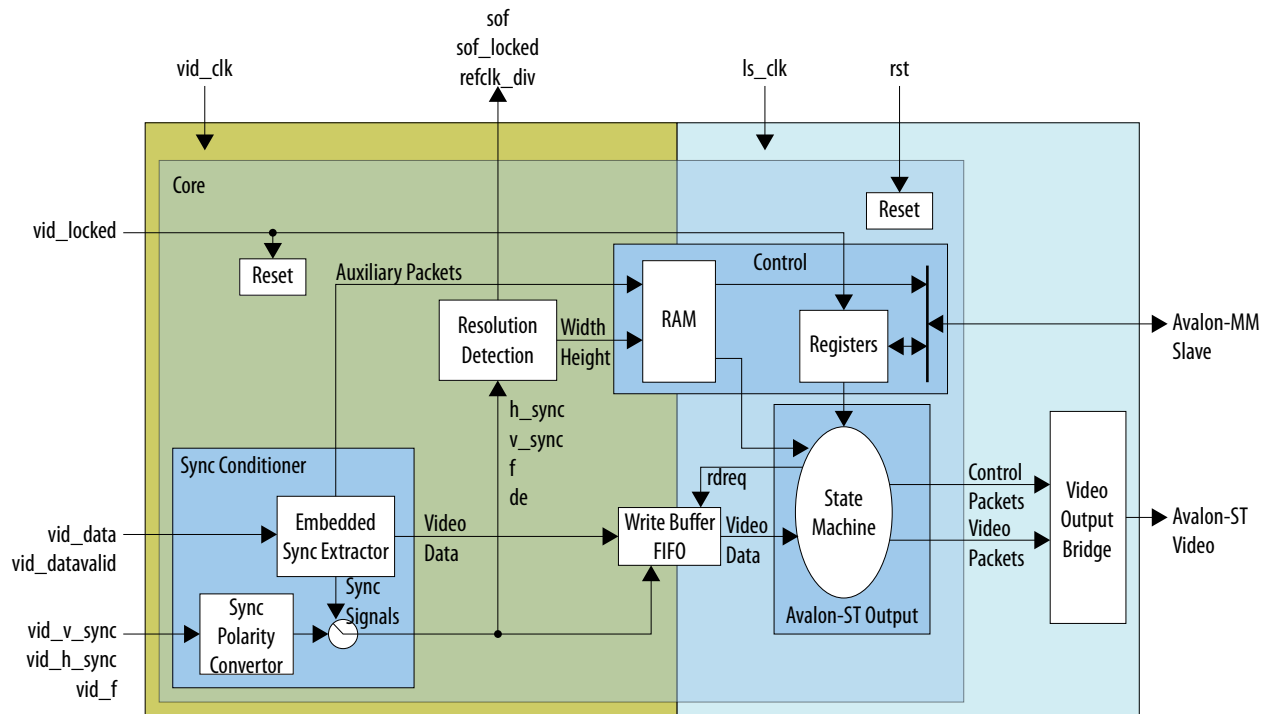 sof
sof_locked
refclk_div
vid_clk
ls_clk
rst
Core
Reset
vid_locked
Reset
Auxiliary Packets
Control
RAM
Resolution
Detection
Width
Height
Registers
Avalon-MM
Slave
h_sync
v_sync
f
de
Sync Conditioner
rdreq
State
Machine
Control
Packets
Video
Packets
Video
Output
Bridge
Embedded
Sync Extractor
Video
Data
Write Buffer
FIFO
Video
Data
Avalon-ST
Video
vid_data
vid_datavalid
Sync
Signals
Sync
Polarity
Convertor
Avalon-ST Output
vid_v_sync
vid_h_sync
vid_f